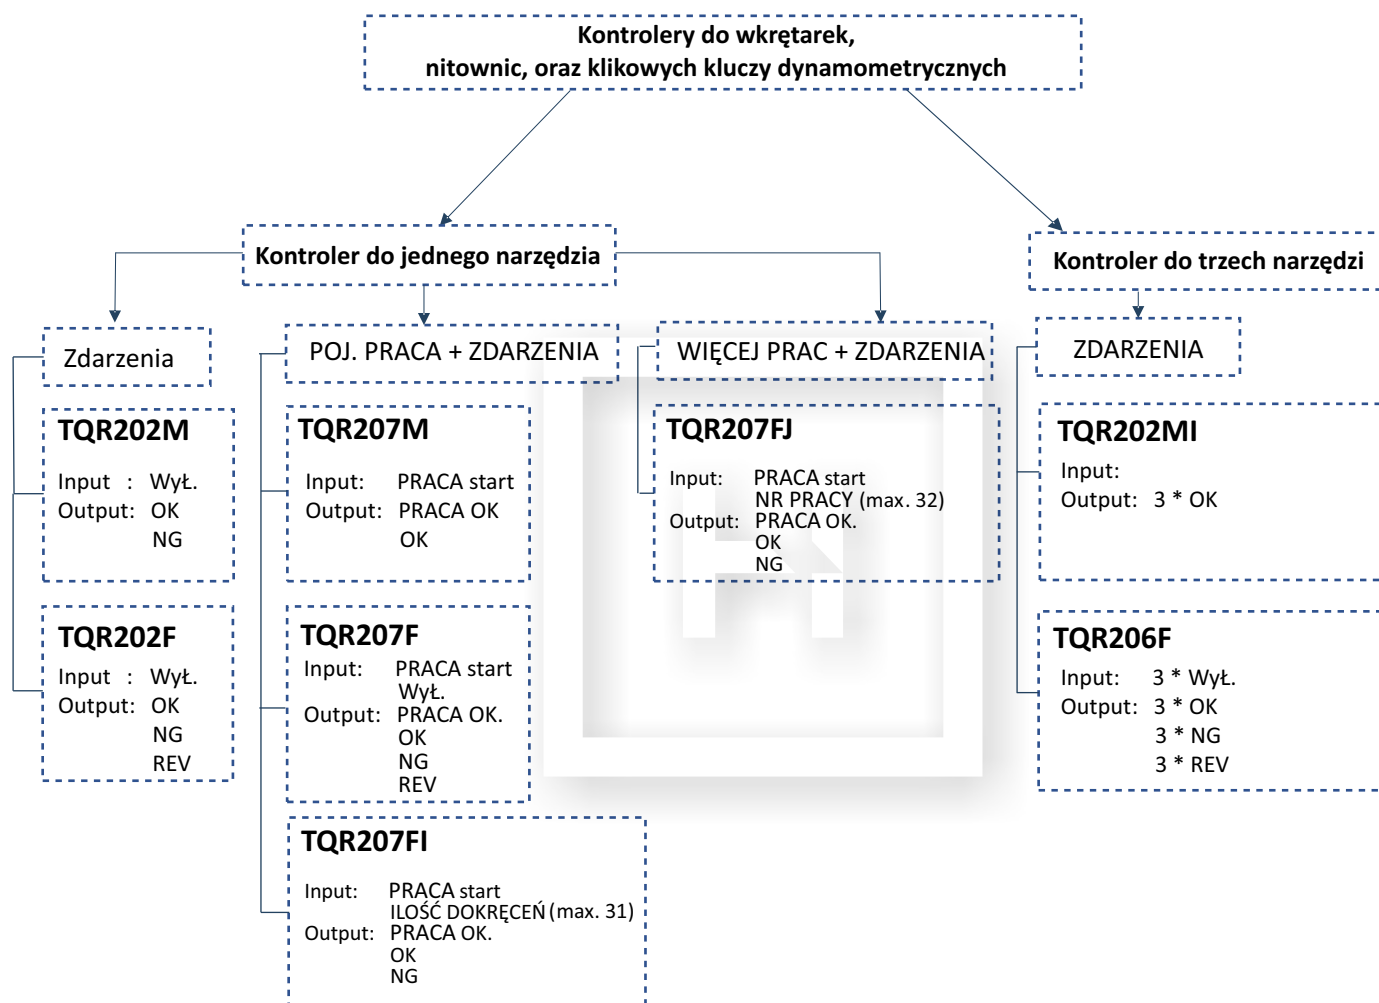 Kontrolery do wkrętarek,
nitownic, oraz klikowych kluczy dynamometrycznych
Kontroler do jednego narzędzia
Kontroler do trzech narzędzi
Zdarzenia
POJ. PRACA + ZDARZENIA
WIĘCEJ PRAC + ZDARZENIA
ZDARZENIA
TQR202M
Input : WyŁ.
Output: OK
NG
TQR202F
Input : WyŁ.
Output: OK
NG
REV
TQR207M
Input: PRACA start
Output: PRACA OK
OK
TQR207F
Input: PRACA start
WyŁ.
Output: PRACA OK.
OK
NG
REV
TQR207FI
Input: PRACA start
ILOŚĆ DOKRĘCEŃ (max. 31)
Output: PRACA OK.
OK
NG
TQR207FJ
Input: PRACA start
NR PRACY (max. 32)
Output: PRACA OK.
OK
NG
TQR202MI
Input:
Output: 3 * OK
TQR206F
Input: 3 * WyŁ.
Output: 3 * OK
3 * NG
3 * REV